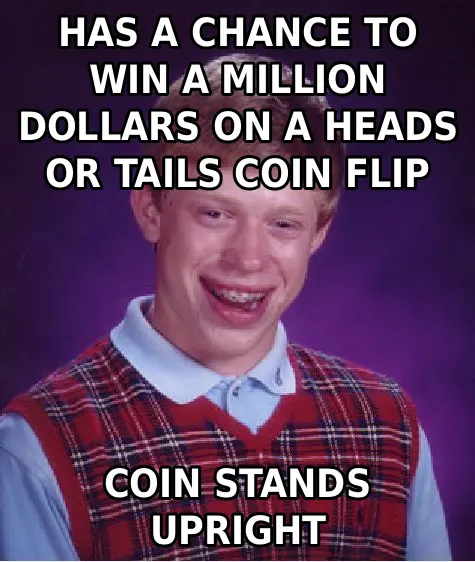 HAS A CHANCE TO
WIN A MILLION
DOLLARS ON A HEADS
OR TAILS COIN FLIP
COIN STANDS
UPRIGHT